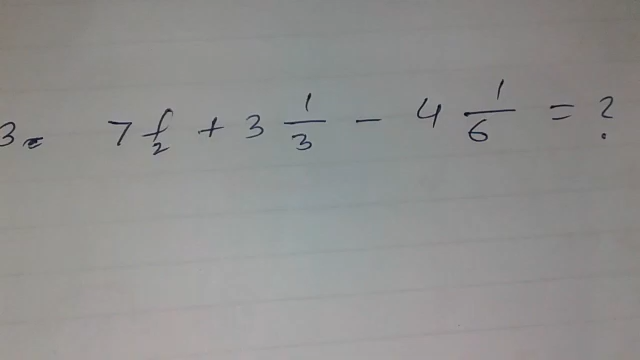 3. 7 1/2 + 3 1/3 - 4 1/6 = ?